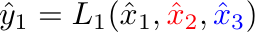 ŷ₁ = L₁(x̂₁, x̂₂, x̂₃)